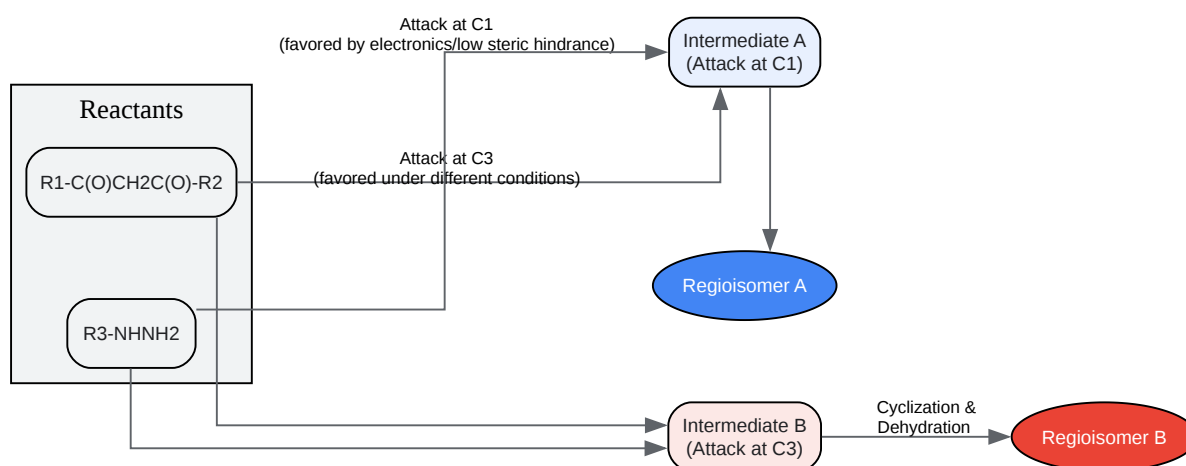 Attack at C1
(favored by electronics/low steric hindrance)
Intermediate A
(Attack at C1)
Reactants
R1-C(O)CH2C(O)-R2
Attack at C3
(favored under different conditions)
Regioisomer A
R3-NHNH2
Intermediate B
(Attack at C3)
Cyclization &
Dehydration
Regioisomer B